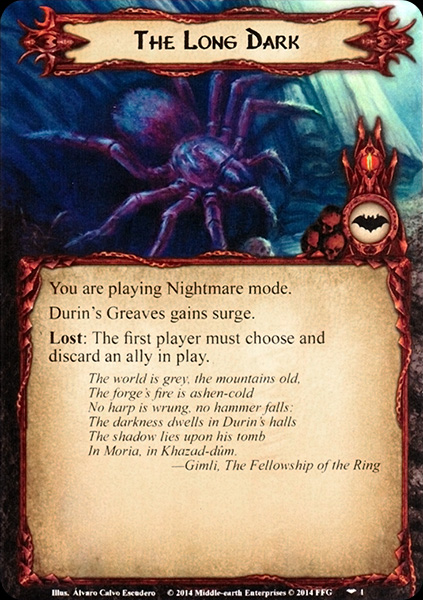 The Long Dark
You are playing Nightmare mode.
Durin's Greaves gains surge.
Lost: The first player must choose and
discard an ally in play.
The world is grey, the mountains old,
The forge's fire is ashen-cold
No harp is wrung, no hammer falls:
The darkness dwells in Durin's halls
The shadow lies upon his tomb
In Moria, in Khazad-dûm.
—Gimli, The Fellowship of the Ring
Illus. Álvaro Calvo Escudero © 2014 Middle-earth Enterprises © 2014 FFG 1